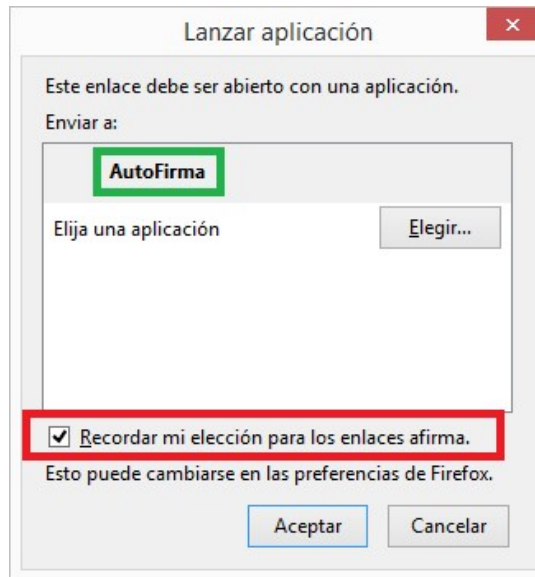 Lanzar aplicación
Este enlace debe ser abierto con una aplicación.
Enviar a:
AutoFirma
Elija una aplicación
Elegir...
Recordar mi elección para los enlaces afirma.
Esto puede cambiarse en las preferencias de Firefox.
Aceptar
Cancelar